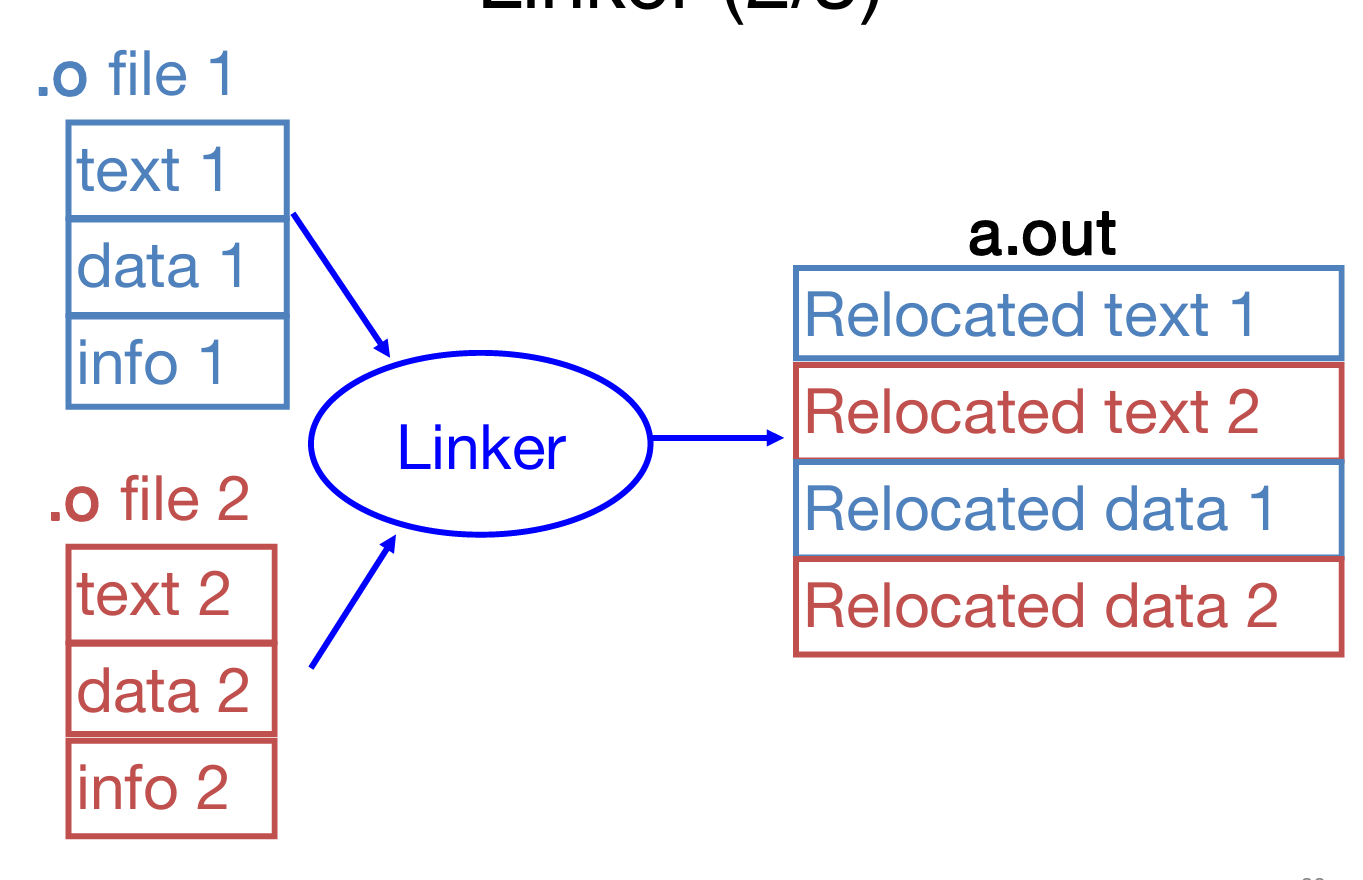 Linker (2/3)
.o file 1
text 1
data 1
info 1
Linker
.o file 2
text 2
data 2
info 2
a.out
Relocated text 1
Relocated text 2
Relocated data 1
Relocated data 2